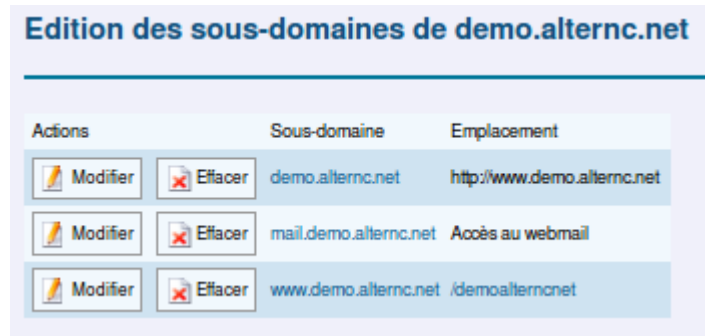 Edition des sous-domaines de demo.alternc.net
Actions Sous-domaine Emplacement
Modifier Effacer demo.alternc.net http://www.demo.alternc.net
Modifier Effacer mail.demo.alternc.net Accès au webmail
Modifier Effacer www.demo.alternc.net /demoalterncnet